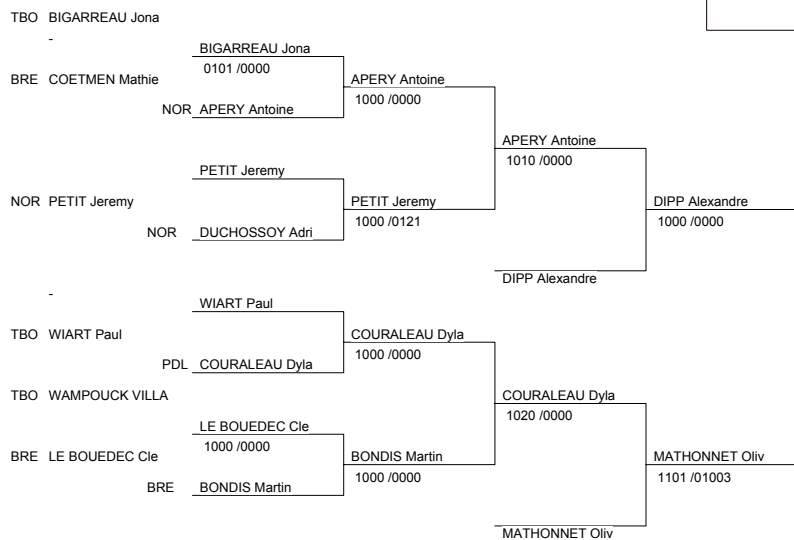 TBO BIGARREAU Jona
-
BIGARREAU Jona
0101 /0000
BRE COETMEN Mathie
APERY Antoine
1000 /0000
NOR APERY Antoine
APERY Antoine
1010 /0000
PETIT Jeremy
NOR PETIT Jeremy
PETIT Jeremy
1000 /0121
DIPP Alexandre
1000 /0000
NOR DUCHOSSOY Adri
DIPP Alexandre
-
WIART Paul
TBO WIART Paul
COURALEAU Dyla
1000 /0000
PDL COURALEAU Dyla
TBO WAMPOUCK VILLA
COURALEAU Dyla
1020 /0000
LE BOUEDEC Cle
1000 /0000
BRE LE BOUEDEC Cle
BONDIS Martin
1000 /0000
MATHONNET Oliv
1101 /01003
BRE BONDIS Martin
MATHONNET Oliv